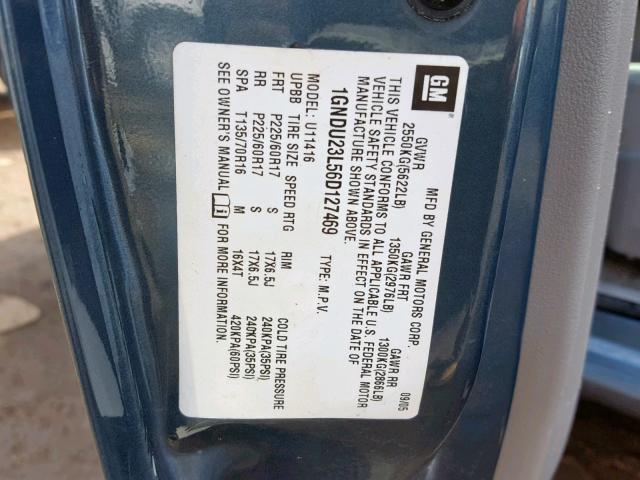 GM ®
MFD BY GENERAL MOTORS CORP. 09/05
GVWR GAWR FRT GAWR RR
2550KG(5622LB) 1350KG(2976LB) 1300KG(2866LB)
THIS VEHICLE CONFORMS TO ALL APPLICABLE U.S. FEDERAL MOTOR
VEHICLE SAFETY STANDARDS IN EFFECT ON THE DATE OF
MANUFACTURE SHOWN ABOVE.
1GNDU23L56D127469 TYPE: M.P.V.
MODEL: U11416
UPBB TIRE SIZE SPEED RTG RIM COLD TIRE PRESSURE
FRT P225/60R17 S 17X6.5J 240KPA(35PSI)
RR P225/60R17 S 17X6.5J 240KPA(35PSI)
SPA T135/70R16 M 16X4T 420KPA(60PSI)
SEE OWNER'S MANUAL i FOR MORE INFORMATION.